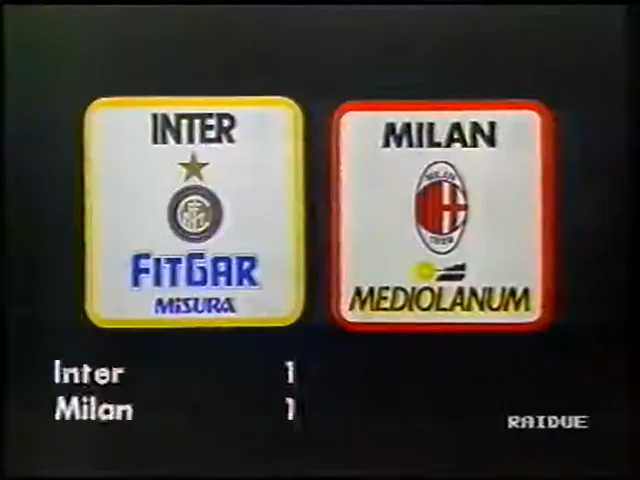 INTER
FITGAR
MISURA
MILAN
MILAN
1899
MEDIOLANUM
Inter 1
Milan 1
RAIDUE